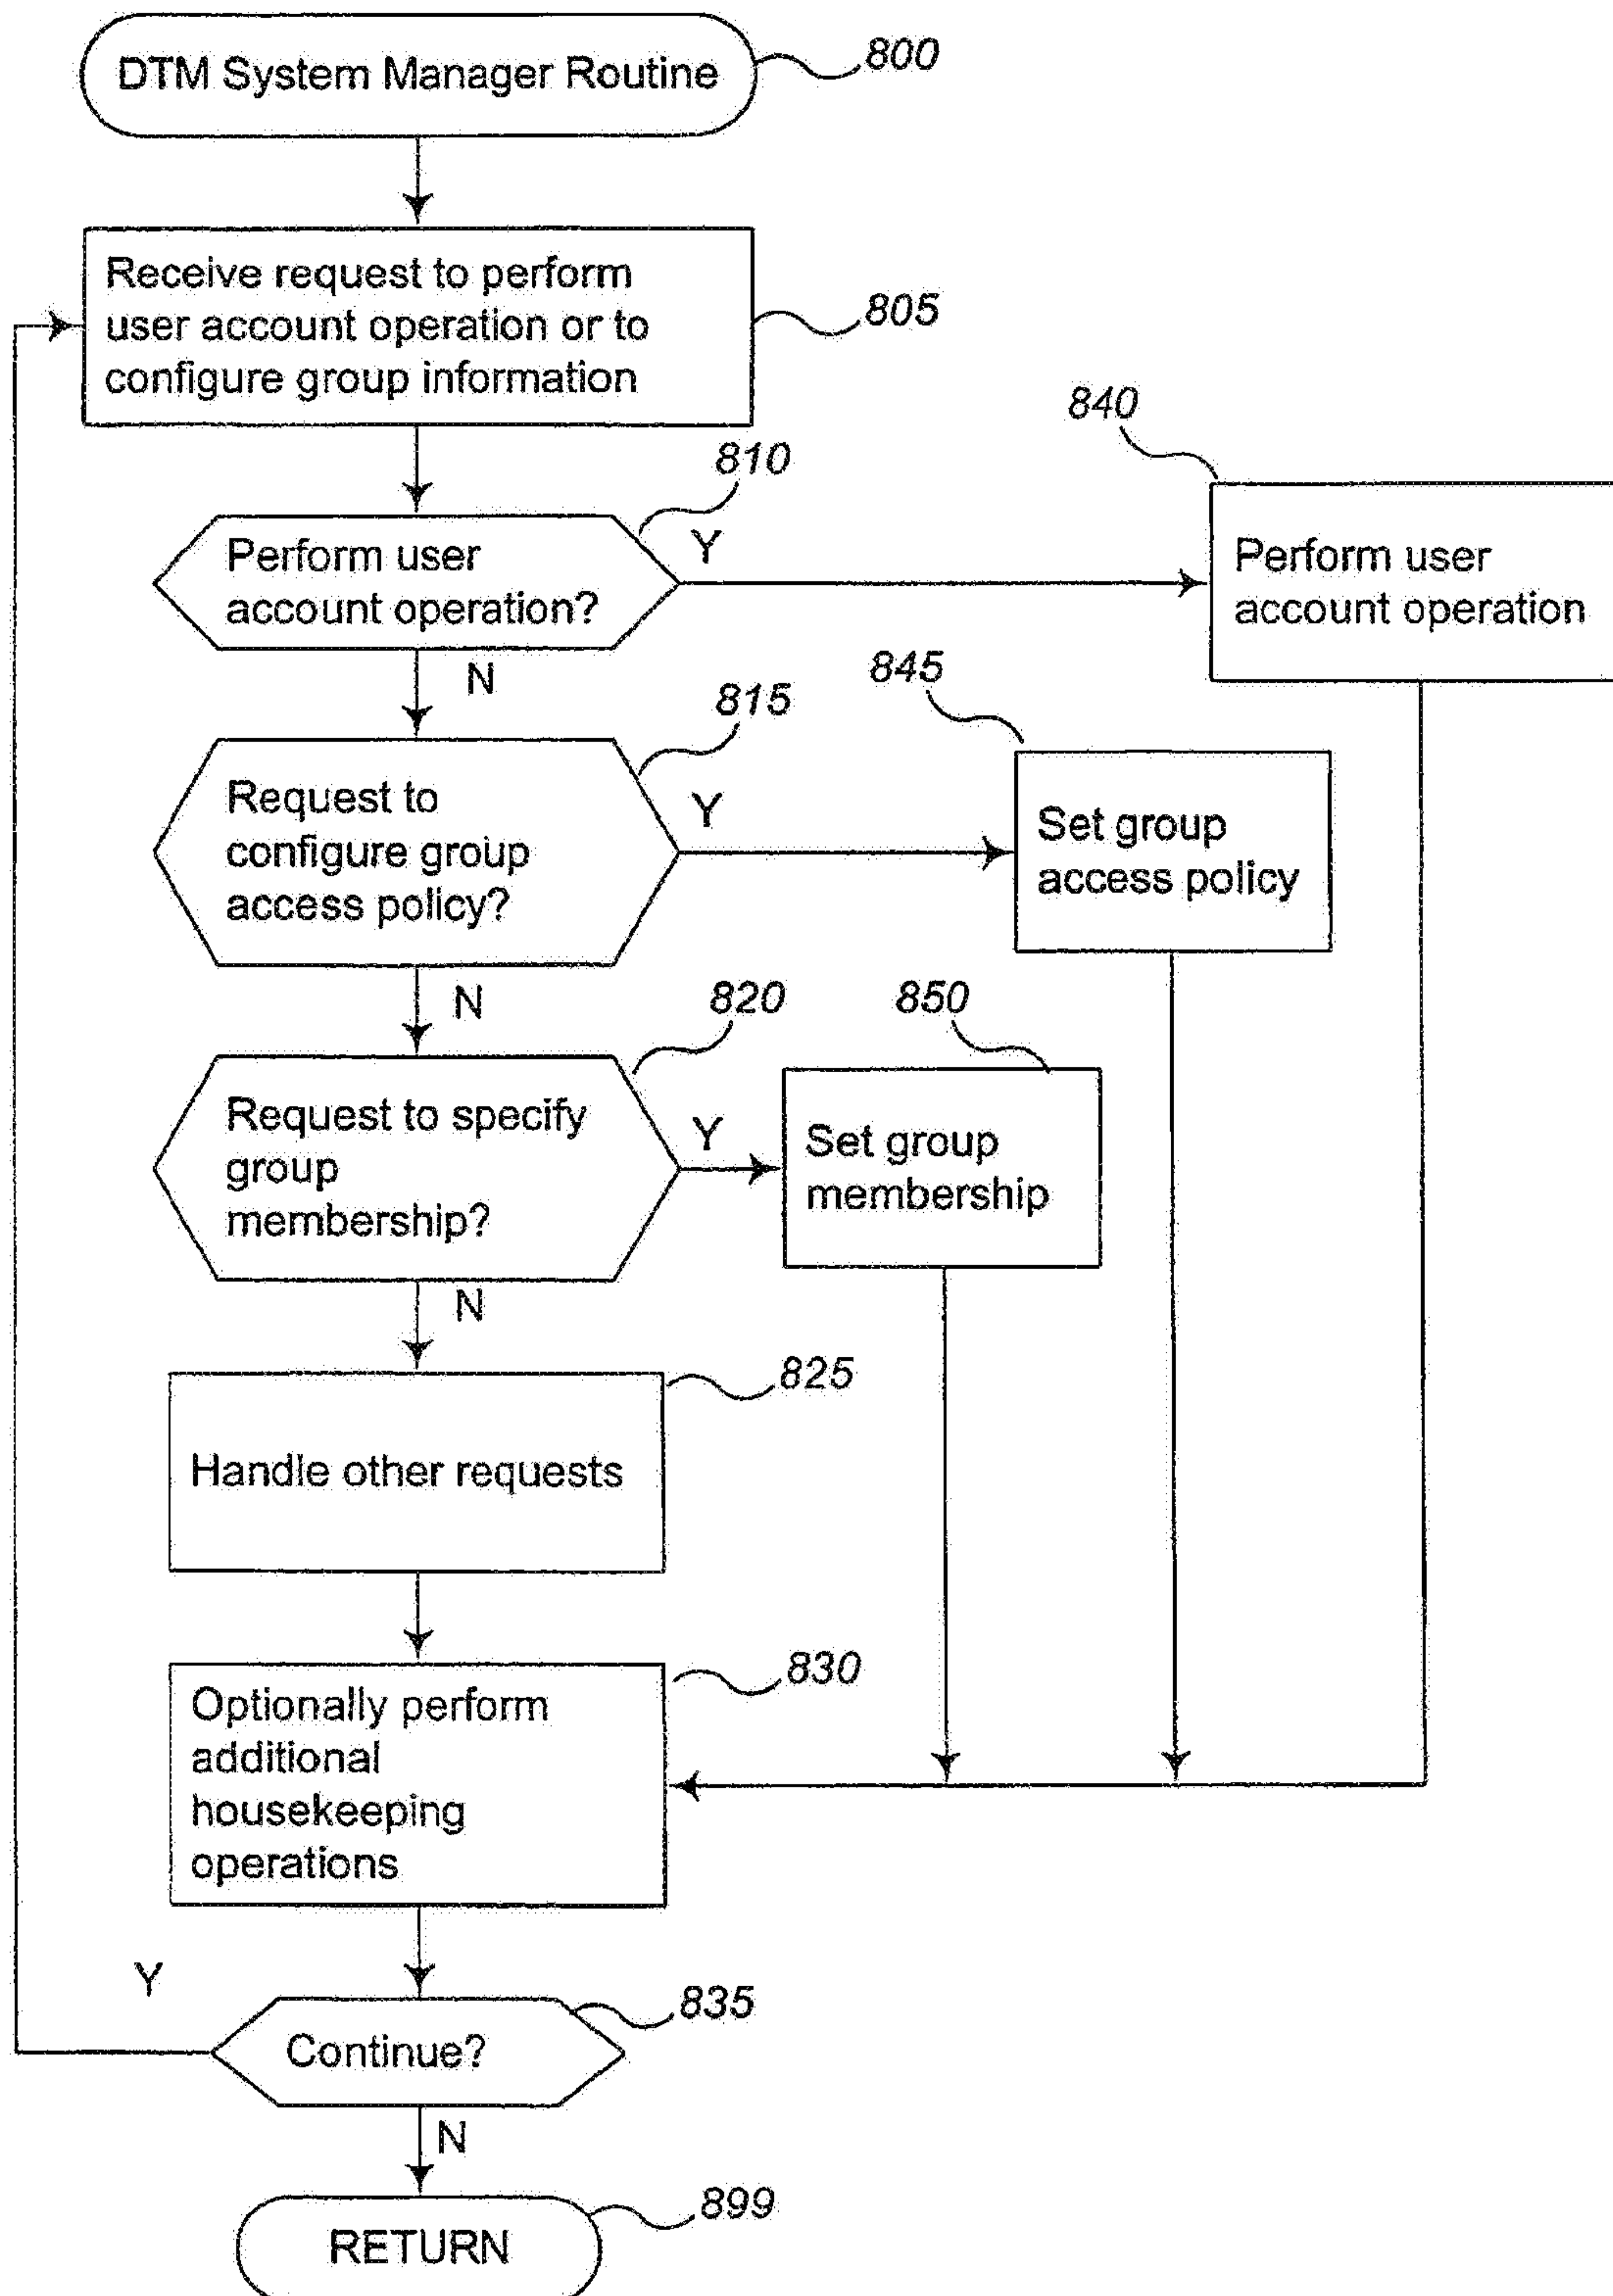 DTM System Manager Routine
800
Receive request to perform
user account operation or to
configure group information
805
810
Perform user
account operation?
Y
N
840
Perform user
account operation
815
Request to
configure group
access policy?
Y
N
845
Set group
access policy
820
Request to specify
group
membership?
Y
N
850
Set group
membership
825
Handle other requests
830
Optionally perform
additional
housekeeping
operations
Y
835
Continue?
N
899
RETURN